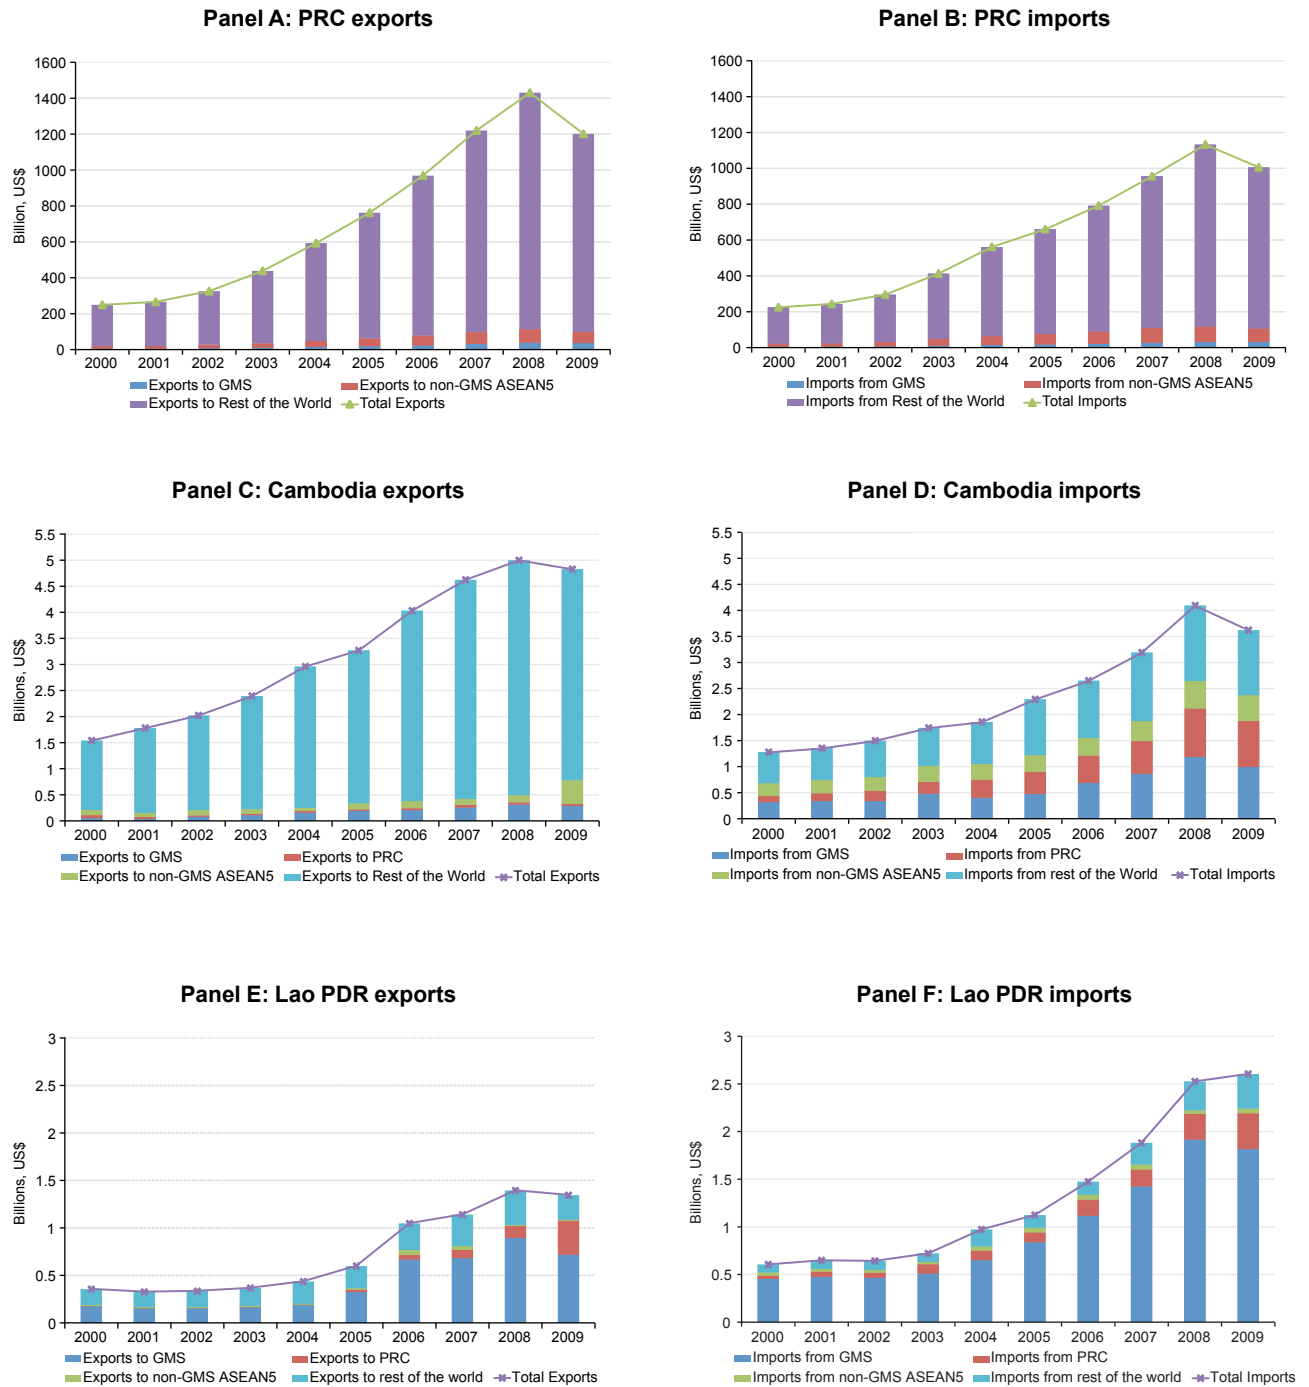 Panel A: PRC exports
Billion, US$
1600
1400
1200
1000
800
600
400
200
0
2000 2001 2002 2003 2004 2005 2006 2007 2008 2009
Exports to GMS Exports to non-GMS ASEAN5
Exports to Rest of the World Total Exports
Panel B: PRC imports
Billion, US$
1600
1400
1200
1000
800
600
400
200
0
2000 2001 2002 2003 2004 2005 2006 2007 2008 2009
Imports from GMS Imports from non-GMS ASEAN5
Imports from Rest of the World Total Imports
Panel C: Cambodia exports
Billions, US$
5.5
5
4.5
4
3.5
3
2.5
2
1.5
1
0.5
0
2000 2001 2002 2003 2004 2005 2006 2007 2008 2009
Exports to GMS Exports to PRC
Exports to non-GMS ASEAN5 Exports to Rest of the World Total Exports
Panel D: Cambodia imports
Billions, US$
5.5
5
4.5
4
3.5
3
2.5
2
1.5
1
0.5
0
2000 2001 2002 2003 2004 2005 2006 2007 2008 2009
Imports from GMS Imports from PRC
Imports from non-GMS ASEAN5 Imports from rest of the World Total Imports
Panel E: Lao PDR exports
Billions, US$
3
2.5
2
1.5
1
0.5
0
2000 2001 2002 2003 2004 2005 2006 2007 2008 2009
Exports to GMS Exports to PRC
Exports to non-GMS ASEAN5 Exports to rest of the world Total Exports
Panel F: Lao PDR imports
Billions, US$
3
2.5
2
1.5
1
0.5
0
2000 2001 2002 2003 2004 2005 2006 2007 2008 2009
Imports from GMS Imports from PRC
Imports from non-GMS ASEAN5 Imports from rest of the world Total Imports